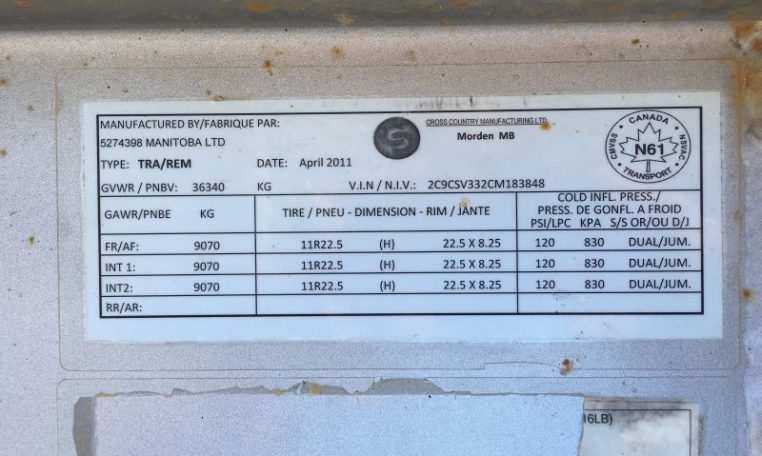 MANUFACTURED BY/FABRIQUE PAR:
5274398 MANITOBA LTD
S
CROSS COUNTRY MANUFACTURING LTD.
Morden MB
CANADA
CMVSS
N61
NSVAC
TRANSPORT
TYPE: TRA/REM DATE: April 2011
GVWR / PNBV: 36340 KG V.I.N / N.I.V.: 2C9CSV332CM183848
GAWR/PNBE KG TIRE / PNEU - DIMENSION - RIM / JANTE
COLD INFL. PRESS./
PRESS. DE GONFL. A FROID
PSI/LPC KPA S/S OR/OU D/J
FR/AF: 9070 11R22.5 (H) 22.5 X 8.25 120 830 DUAL/JUM.
INT 1: 9070 11R22.5 (H) 22.5 X 8.25 120 830 DUAL/JUM.
INT2: 9070 11R22.5 (H) 22.5 X 8.25 120 830 DUAL/JUM.
RR/AR:
16LB)